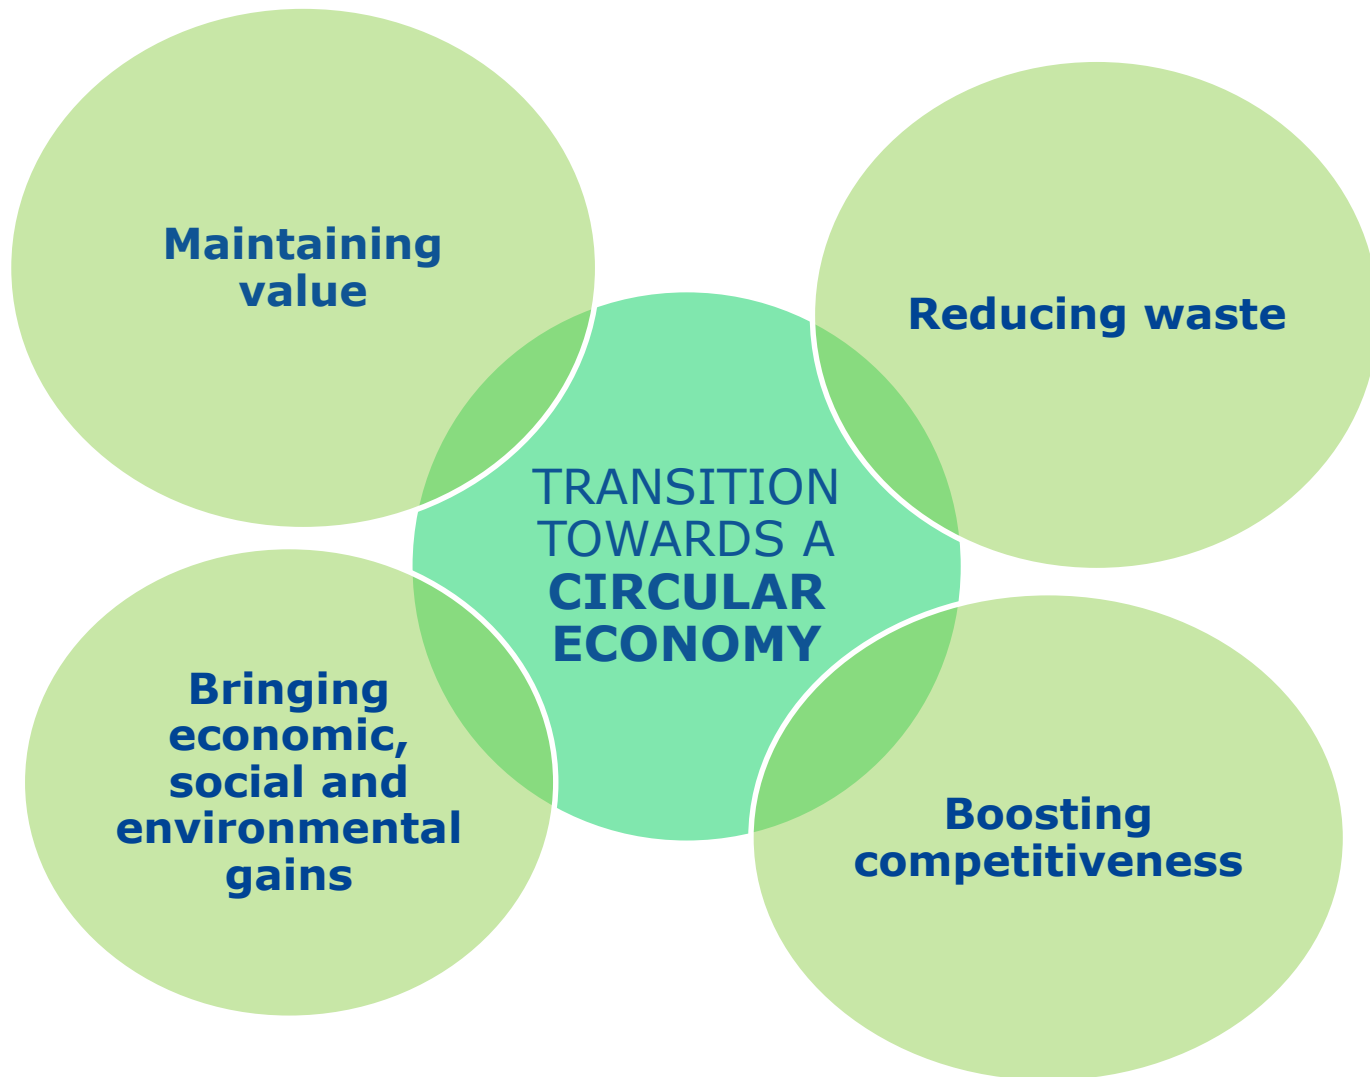 Maintaining
value
Reducing waste
TRANSITION
TOWARDS A
CIRCULAR
ECONOMY
Bringing
economic,
social and
environmental
gains
Boosting
competitiveness